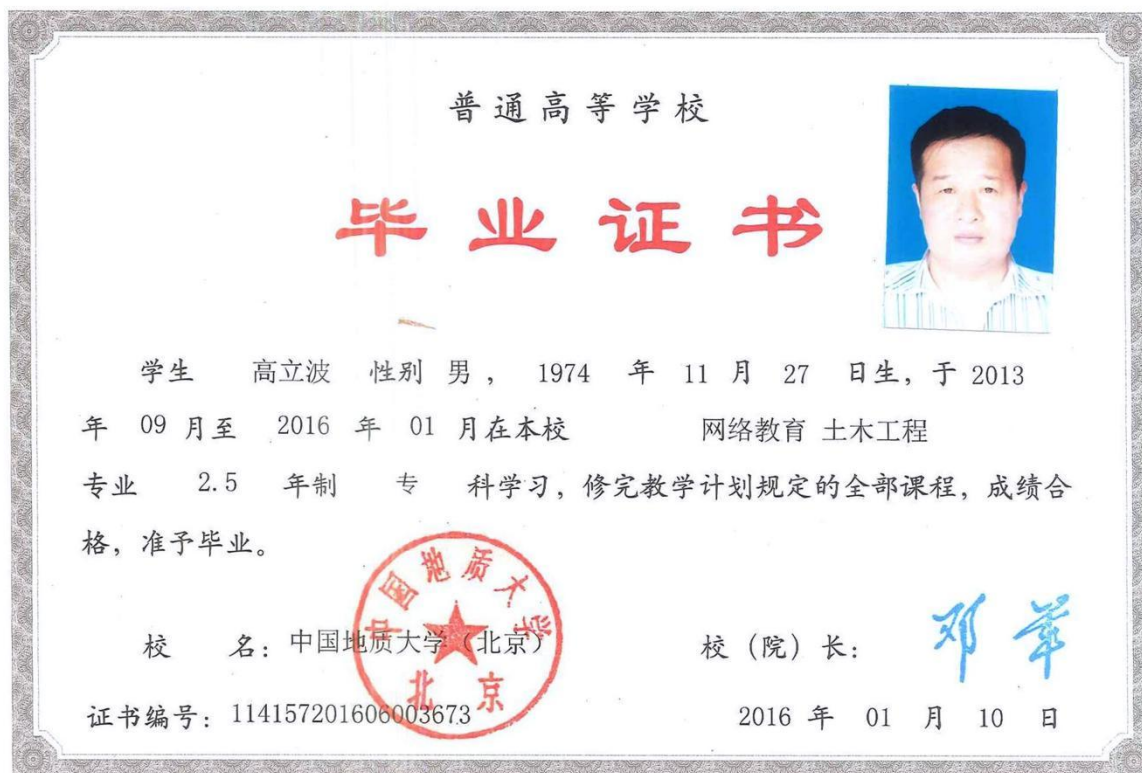 普通高等学校
毕业证书
学生 高立波 性别 男, 1974 年 11 月 27 日生, 于 2013
年 09 月至 2016 年 01 月在本校 网络教育 土木工程
专业 2.5 年制 专 科学习, 修完教学计划规定的全部课程, 成绩合
格, 准予毕业。
中国地质大学
北京
校 名: 中国地质大学(北京) 校(院)长: 邓军
证书编号: 114157201606003673 2016 年 01 月 10 日